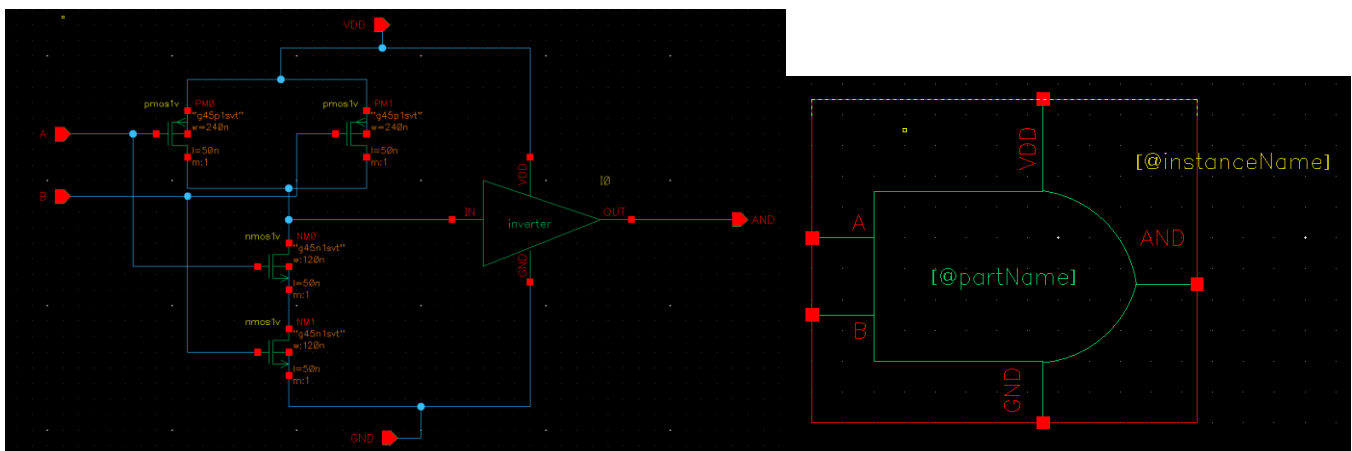 VDD
pmos1v PM0
"g45p1svt"
w=240n
l=50n
m:1
pmos1v PM1
"g45p1svt"
w=240n
l=50n
m:1
A
B
VDD
I0
IN
inverter
OUT
AND
GND
nmos1v NM0
"g45n1svt"
w:120n
l=50n
m:1
nmos1v NM1
"g45n1svt"
w:120n
l=50n
m:1
GND
VDD
[@instanceName]
A
AND
[@partName]
B
GND